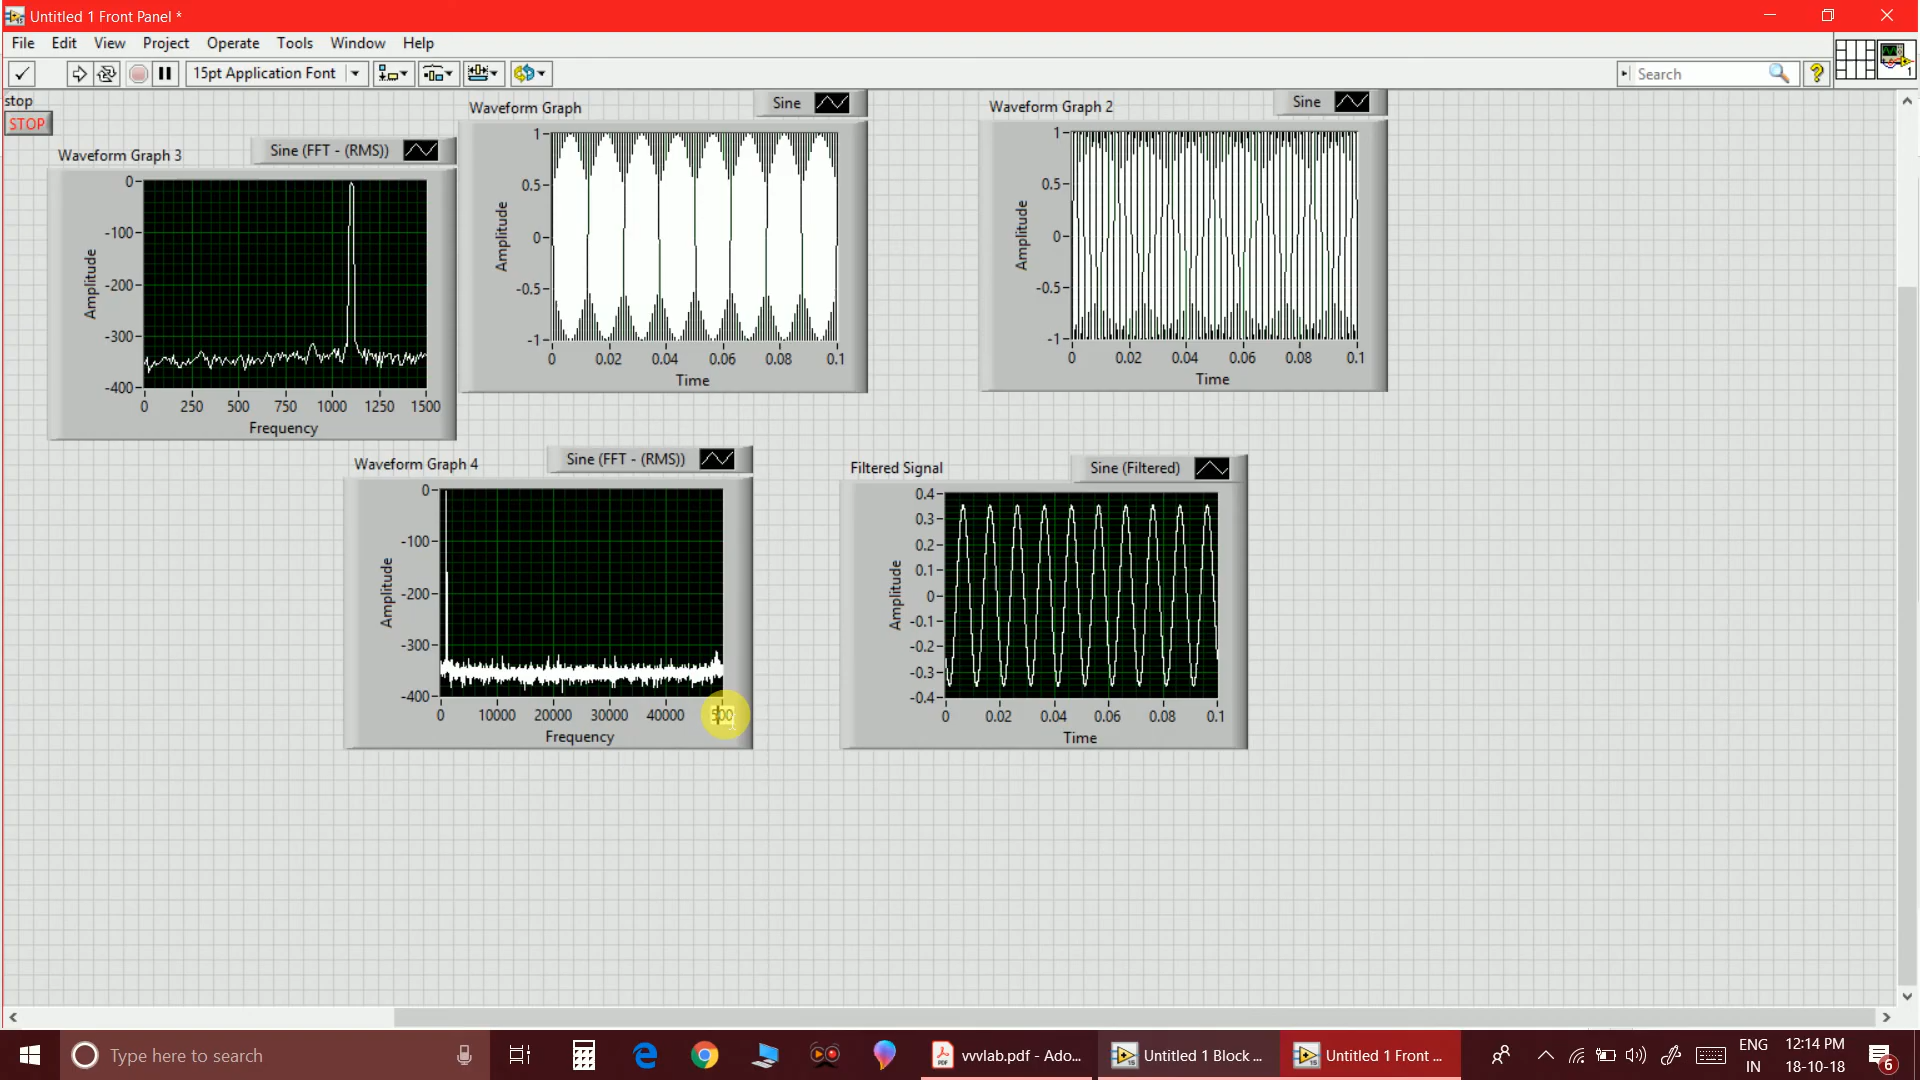 Untitled 1 Front Panel *
File Edit View Project Operate Tools Window Help
15pt Application Font
Search
?
1
stop
STOP
Waveform Graph 3
Sine (FFT - (RMS))
0
-100
-200
-300
-400
Amplitude
0 250 500 750 1000 1250 1500
Frequency
Waveform Graph
Sine
1
0.5
0
-0.5
-1
Amplitude
0 0.02 0.04 0.06 0.08 0.1
Time
Waveform Graph 2
Sine
1
0.5
0
-0.5
-1
Amplitude
0 0.02 0.04 0.06 0.08 0.1
Time
Waveform Graph 4
Sine (FFT - (RMS))
0
-100
-200
-300
-400
Amplitude
0 10000 20000 30000 40000 500
Frequency
Filtered Signal
Sine (Filtered)
0.4
0.3
0.2
0.1
0
-0.1
-0.2
-0.3
-0.4
Amplitude
0 0.02 0.04 0.06 0.08 0.1
Time
Type here to search
vvvlab.pdf - Ado...
Untitled 1 Block ...
Untitled 1 Front ...
ENG
IN
12:14 PM
18-10-18
6